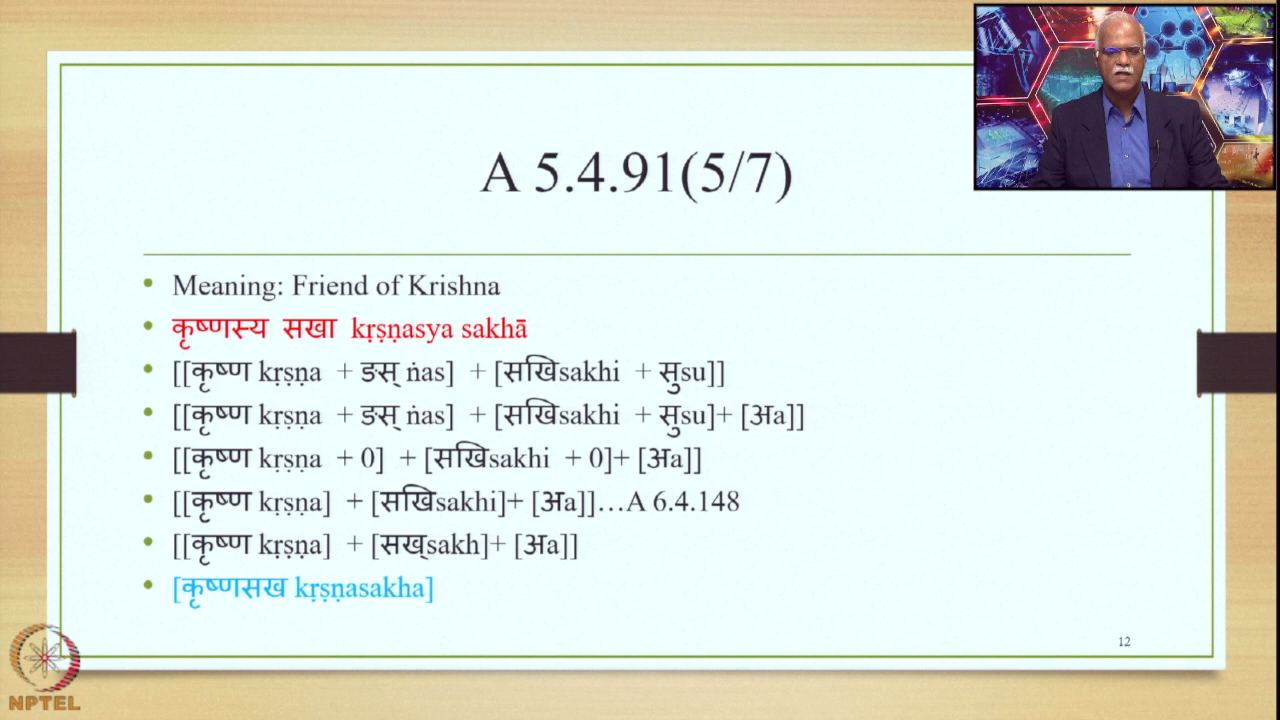 A 5.4.91(5/7)
Meaning: Friend of Krishna
कृष्णस्य सखा kṛṣṇasya sakhā
[[कृष्ण kṛṣṇa + ङस् ṅas] + [सखिsakhi + सुsu]]
[[कृष्ण kṛṣṇa + ङस् ṅas] + [सखिsakhi + सुsu]+ [अa]]
[[कृष्ण kṛṣṇa + 0] + [सखिsakhi + 0]+ [अa]]
[[कृष्ण kṛṣṇa] + [सखिsakhi]+ [अa]]…A 6.4.148
[[कृष्ण kṛṣṇa] + [सख्sakh]+ [अa]]
[कृष्णसख kṛṣṇasakha]
12
NPTEL